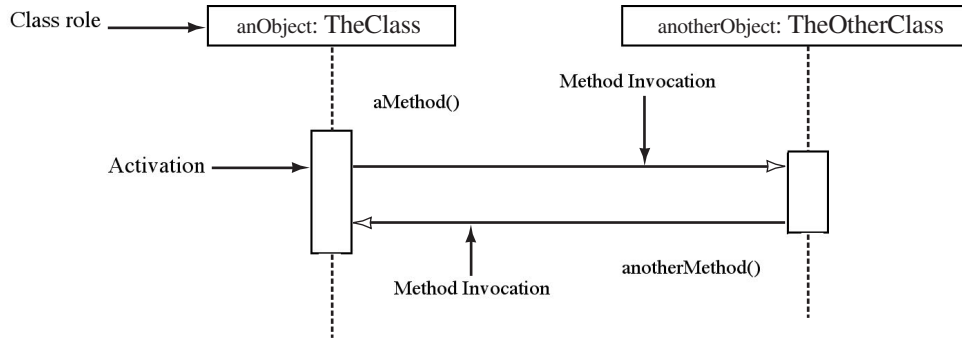 Class role
anObject: TheClass
anotherObject: TheOtherClass
Method Invocation
aMethod()
Activation
anotherMethod()
Method Invocation